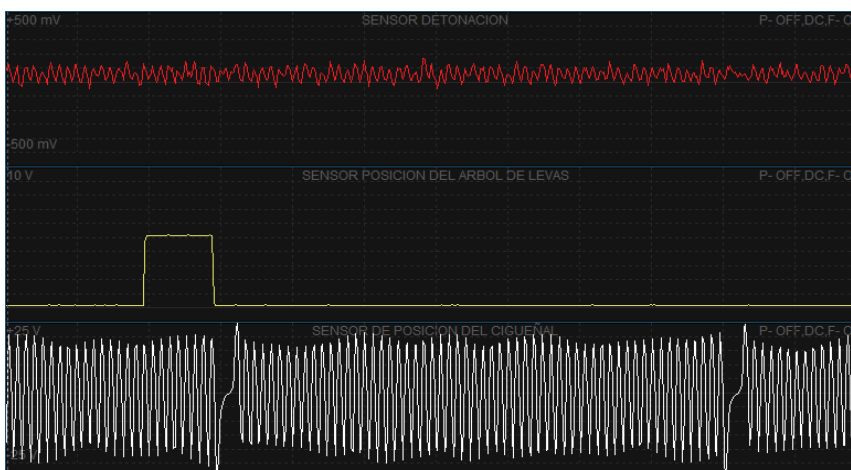 +500 mV SENSOR DETONACION P- OFF,DC,F- O
-500 mV
10 V SENSOR POSICION DEL ARBOL DE LEVAS P- OFF,DC,F- O
+25 V SENSOR DE POSICION DEL CIGUEÑAL P- OFF,DC,F- O
-25 V